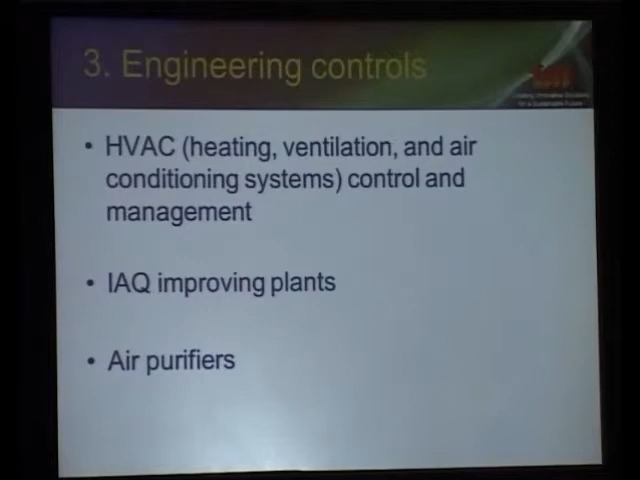 3. Engineering controls
• HVAC (heating, ventilation, and air
conditioning systems) control and
management
• IAQ improving plants
• Air purifiers